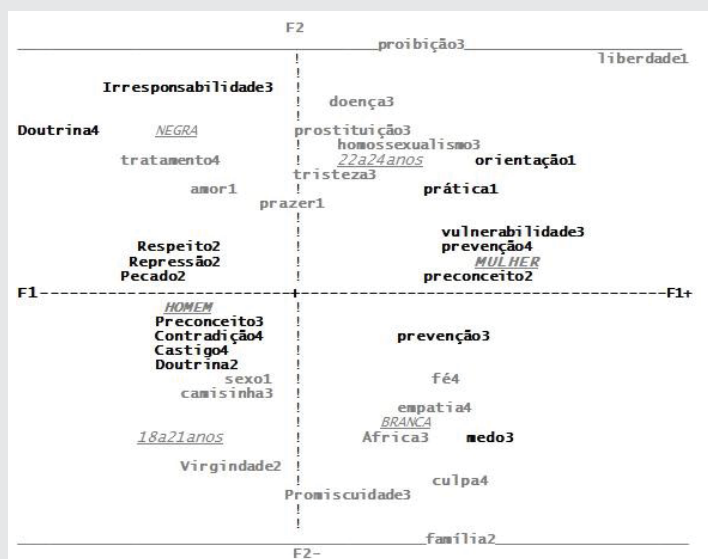 F2
proibição3
liberdade1
Irresponsabilidade3
doença3
Doutrina4 NEGRA prostituição3
homossexualismo3
tratamento4 22a24anos orientação1
tristeza3
amor1 prática1
prazer1
vulnerabilidade3
Respeito2 prevenção4
Repressão2 MULHER
Pecado2 preconceito2
F1 F1+
HOMEM
Preconceito3
Contradição4 prevenção3
Castigo4
Doutrina2
sexo1 fé4
camisinha3
empatia4
BRANCA
18a21anos Africa3 medo3
Virgindade2
culpa4
Promiscuidade3
família2
F2-